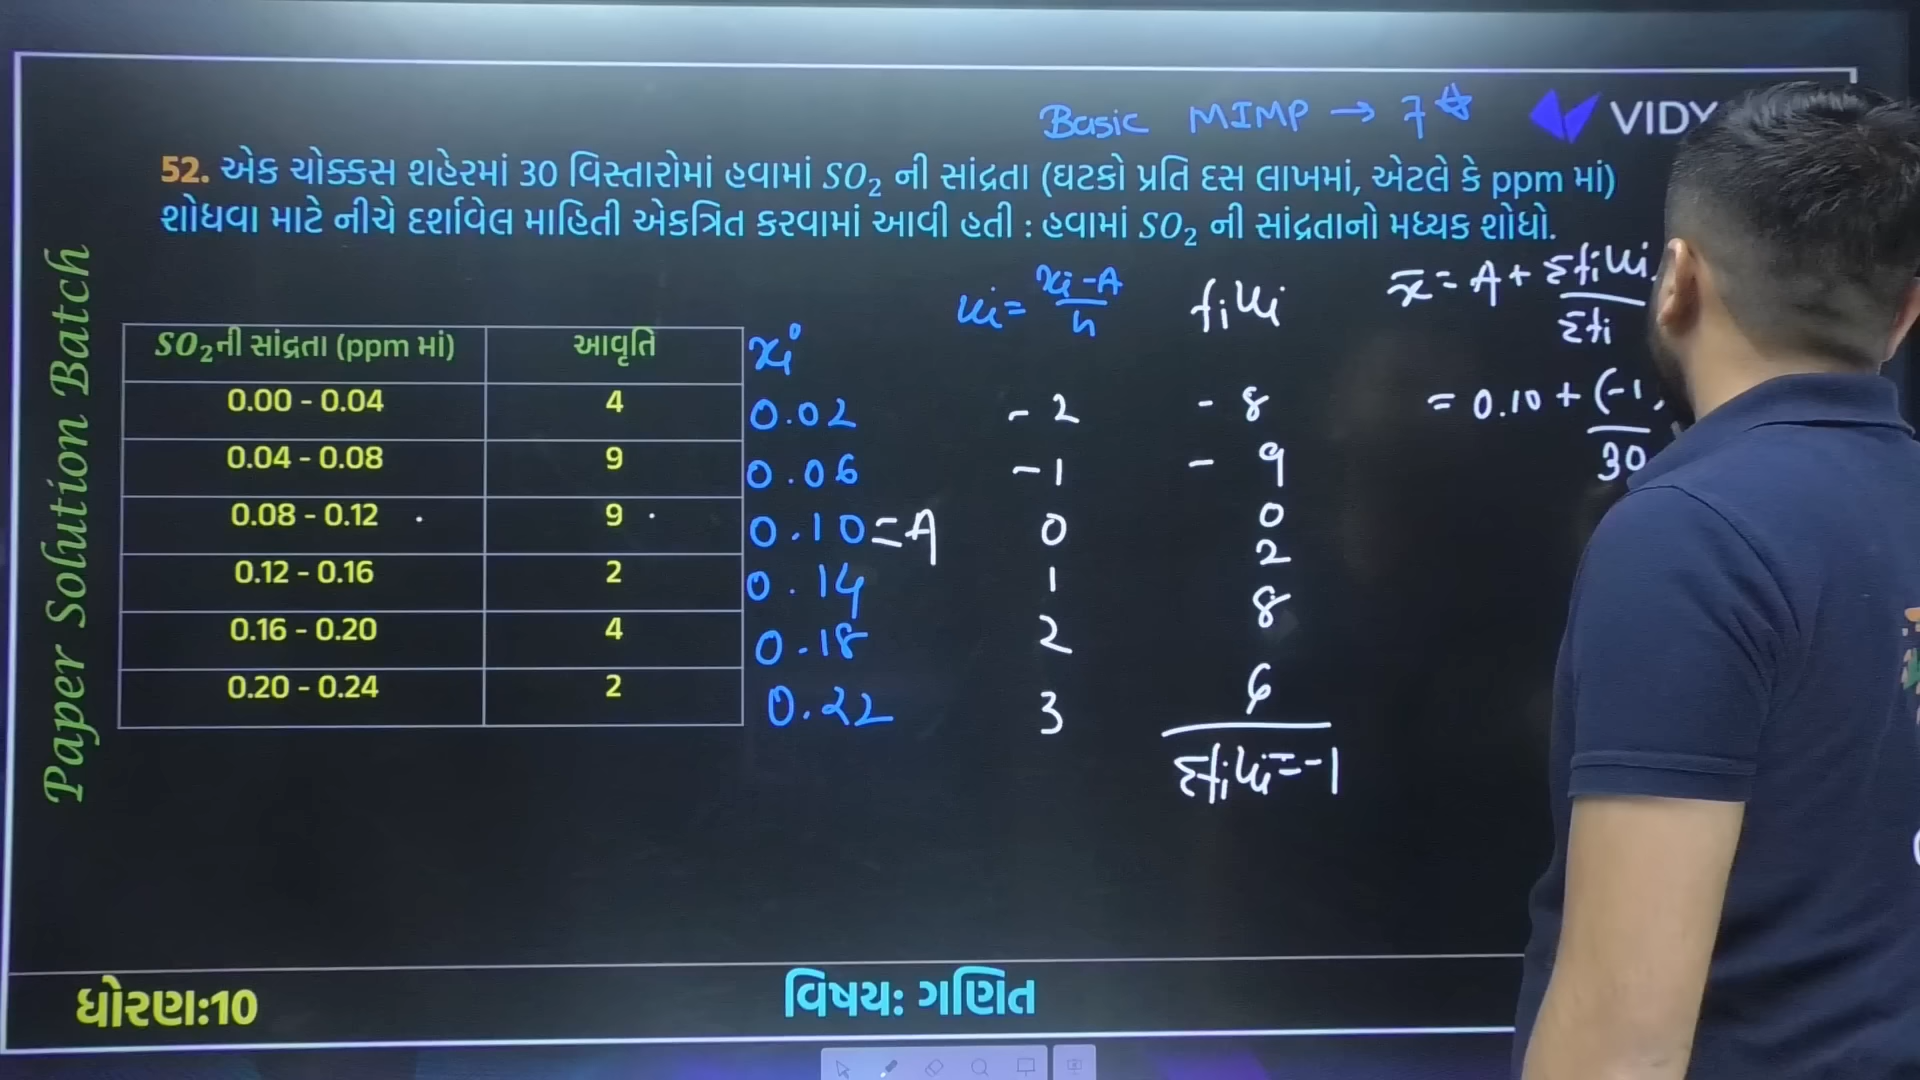 Basic MIMP → 7
VIDY
52. એક ચોક્કસ શહેરમાં 30 વિસ્તારોમાં હવામાં SO₂ ની સાંદ્રતા (ઘટકો પ્રતિ દસ લાખમાં, એટલે કે ppm માં)
શોધવા માટે નીચે દર્શાવેલ માહિતી એકત્રિત કરવામાં આવી હતી : હવામાં SO₂ ની સાંદ્રતાનો મધ્યક શોધો.
Paper Solution Batch
SO₂ની સાંદ્રતા (ppm માં) આવૃતિ xi ui = (xi - A)/h fiui
0.00 - 0.04 4 0.02 - 2 - 8
0.04 - 0.08 9 0.06 - 1 - 9
0.08 - 0.12 9 0.10 = A 0 0
0.12 - 0.16 2 0.14 1 2
0.16 - 0.20 4 0.18 2 8
0.20 - 0.24 2 0.22 3 6
Σfiui = -1
x̄ = A + Σfiui / Σfi
= 0.10 + (-1 / 30
ધોરણ:10
વિષય: ગણિત